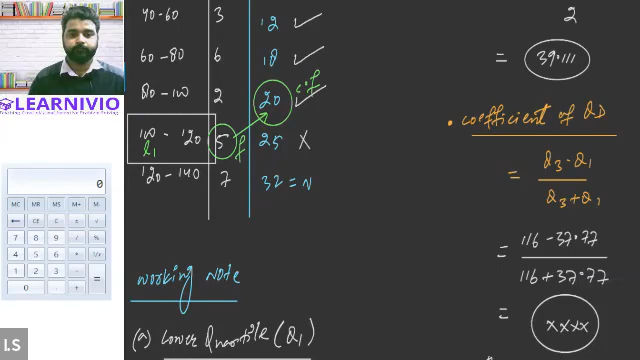 40-60 3 12
60-80 6 18
80-100 2 20 c.f
100-120 5 25 X
l1 f
120-140 7 32 = N
LEARNIVIO
0
MC MR MS M+ M-
← CE C ± √
7 8 9 / %
4 5 6 * 1/x
1 2 3 - =
0 . +
Working Note
(a) Lower Quartile (Q1)
2
= 39.111
• coefficient of QD
= Q3-Q1
Q3+Q1
= 116-37.77
116+37.77
= xxxx
I.S